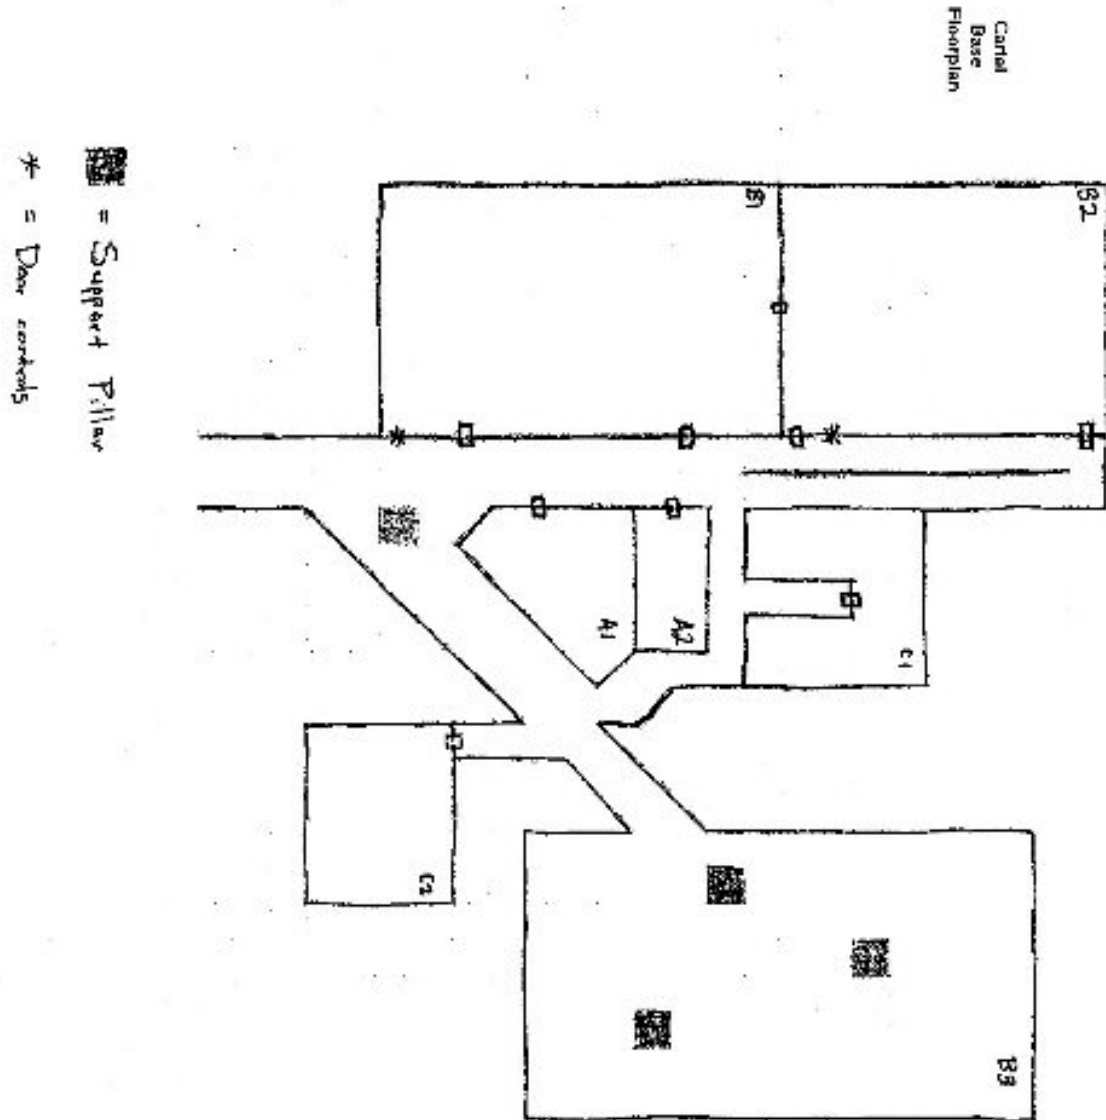 Cartel
Base
Floorplan
B2
B1
A1
A2
C1
C2
B3
= Support Pillar
* = Door controls